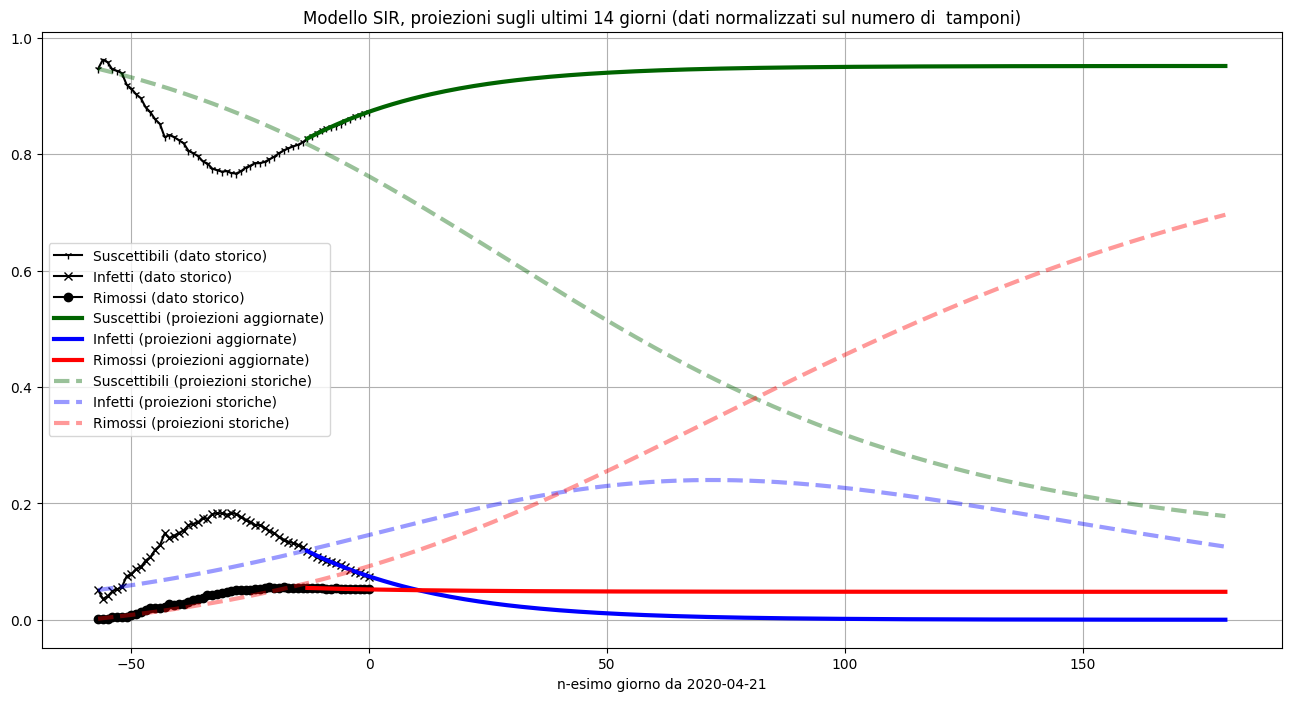 Modello SIR, proiezioni sugli ultimi 14 giorni (dati normalizzati sul numero di  tamponi)
1.0
0.8
0.6
0.4
0.2
0.0
Suscettibili (dato storico)
Infetti (dato storico)
Rimossi (dato storico)
Suscettibi (proiezioni aggiornate)
Infetti (proiezioni aggiornate)
Rimossi (proiezioni aggiornate)
Suscettibili (proiezioni storiche)
Infetti (proiezioni storiche)
Rimossi (proiezioni storiche)
−50 0 50 100 150
n-esimo giorno da 2020-04-21